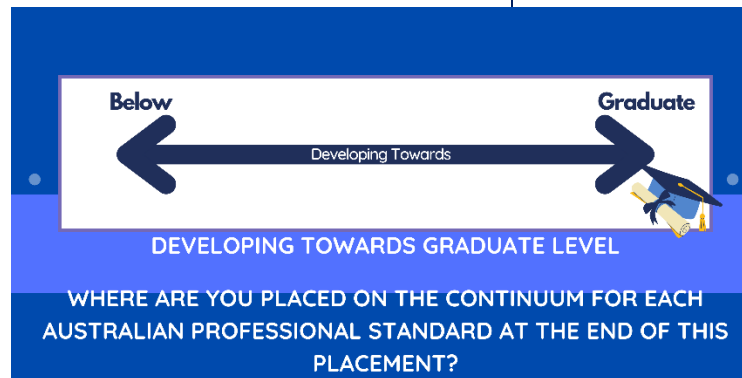 Below
Graduate
Developing Towards
DEVELOPING TOWARDS GRADUATE LEVEL
WHERE ARE YOU PLACED ON THE CONTINUUM FOR EACH
AUSTRALIAN PROFESSIONAL STANDARD AT THE END OF THIS
PLACEMENT?